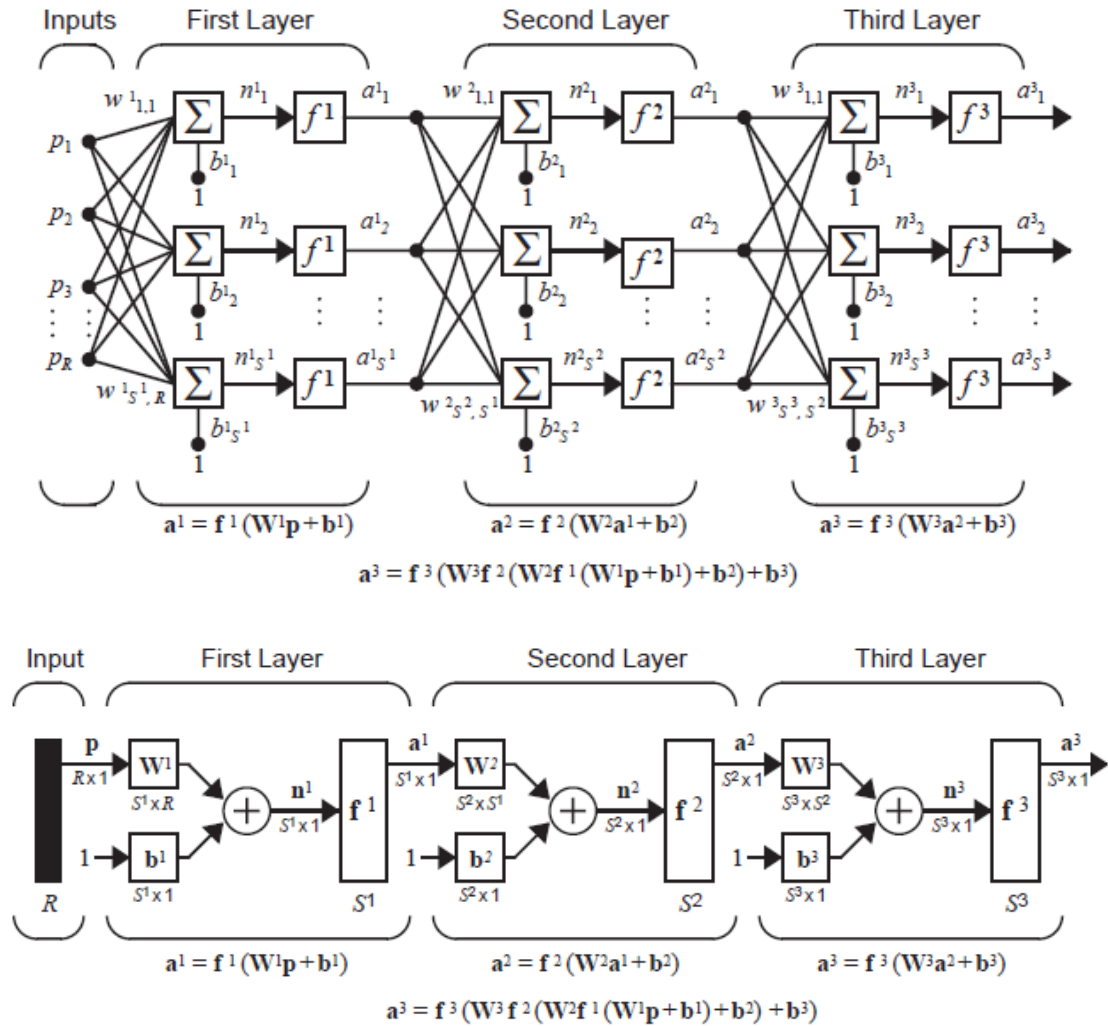 Inputs First Layer Second Layer Third Layer
w¹₁,₁ n¹₁ a¹₁ w²₁,₁ n²₁ a²₁ w³₁,₁ n³₁ a³₁
Σ f¹ Σ f² Σ f³
p₁
b¹₁ b²₁ b³₁
1 1 1
p₂
n¹₂ a¹₂ n²₂ a²₂ n³₂ a³₂
Σ f¹ Σ f² Σ f³
p₃
b¹₂ b²₂ b³₂
1 1 1
p_R
n¹_S¹ a¹_S¹ n²_S² a²_S² n³_S³ a³_S³
Σ f¹ Σ f² Σ f³
w¹_S¹, R w²_S², S¹ w³_S³, S²
b¹_S¹ b²_S² b³_S³
1 1 1
a¹ = f¹ (W¹p + b¹) a² = f² (W²a¹ + b²) a³ = f³ (W³a² + b³)
a³ = f³ (W³f² (W²f¹ (W¹p + b¹) + b²) + b³)
Input First Layer Second Layer Third Layer
p a¹ a² a³
W¹ W² W³
R x 1 S¹ x 1 S² x 1 S³ x 1
S¹ x R n¹ S² x S¹ n² S³ x S² n³
+ f¹ + f² + f³
S¹ x 1 S² x 1 S³ x 1
1 b¹ 1 b² 1 b³
S¹ x 1 S² x 1 S³ x 1
R S¹ S² S³
a¹ = f¹ (W¹p + b¹) a² = f² (W²a¹ + b²) a³ = f³ (W³a² + b³)
a³ = f³ (W³ f² (W²f¹ (W¹p + b¹) + b²) + b³)